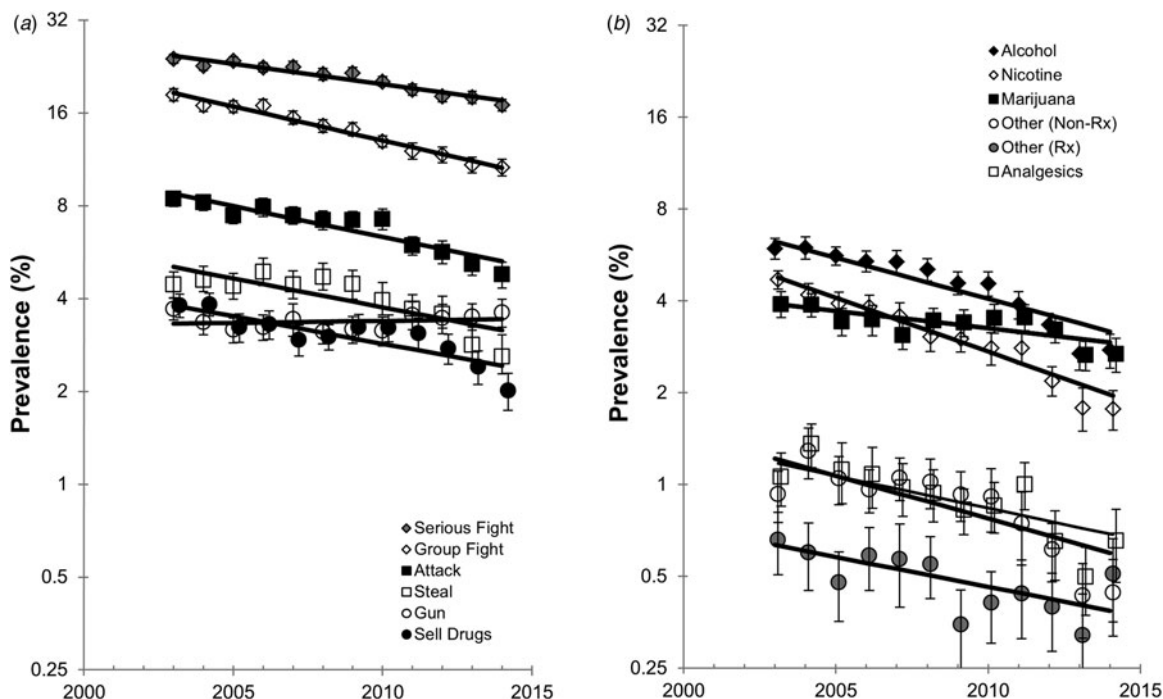 (a)
Prevalence (%)
32
16
8
4
2
1
0.5
0.25
2000
2005
2010
2015
Serious Fight
Group Fight
Attack
Steal
Gun
Sell Drugs
(b)
Prevalence (%)
32
16
8
4
2
1
0.5
0.25
2000
2005
2010
2015
Alcohol
Nicotine
Marijuana
Other (Non-Rx)
Other (Rx)
Analgesics